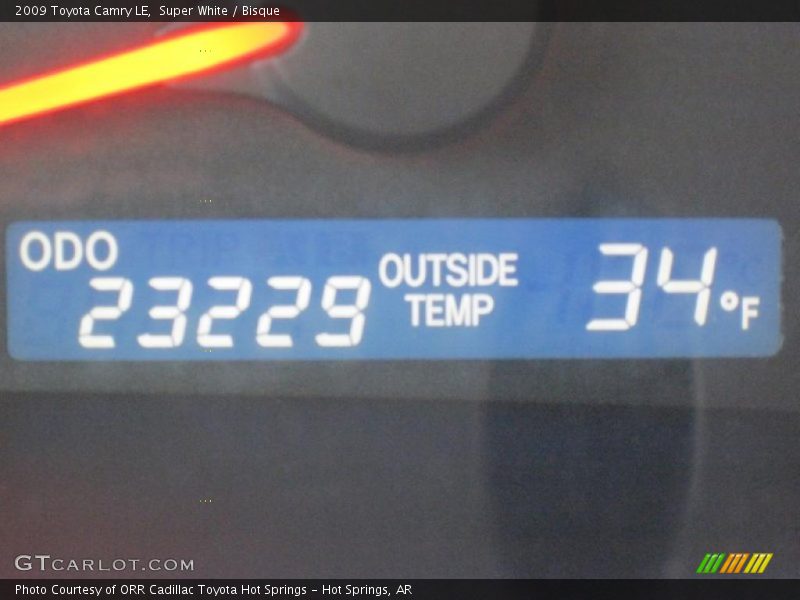 2009 Toyota Camry LE, Super White / Bisque
ODO
23229
OUTSIDE
TEMP
34°F
GTCARLOT.COM
Photo Courtesy of ORR Cadillac Toyota Hot Springs - Hot Springs, AR